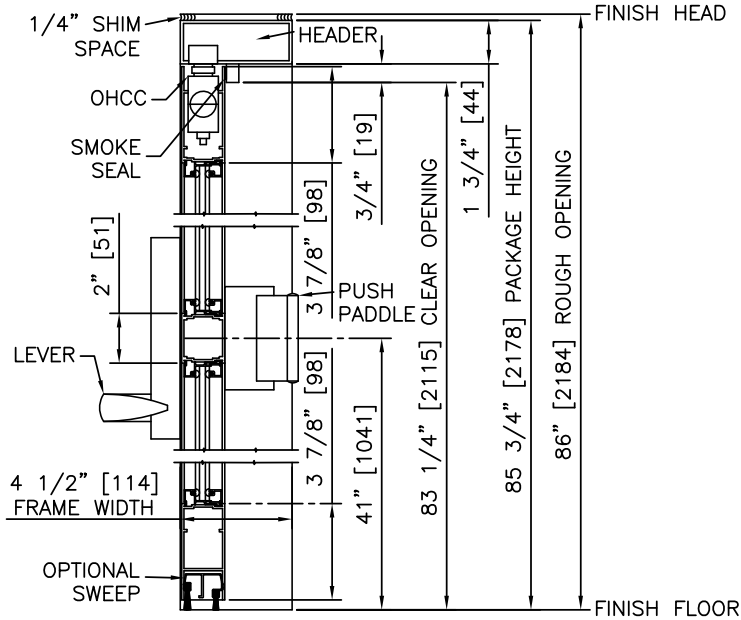 1/4" SHIM
SPACE
FINISH HEAD
HEADER
OHCC
SMOKE
SEAL
3/4" [19]
1 3/4" [44]
2" [51]
3 7/8" [98]
83 1/4" [2115] CLEAR OPENING
85 3/4" [2178] PACKAGE HEIGHT
86" [2184] ROUGH OPENING
PUSH
PADDLE
LEVER
3 7/8" [98]
41" [1041]
4 1/2" [114]
FRAME WIDTH
OPTIONAL
SWEEP
FINISH FLOOR